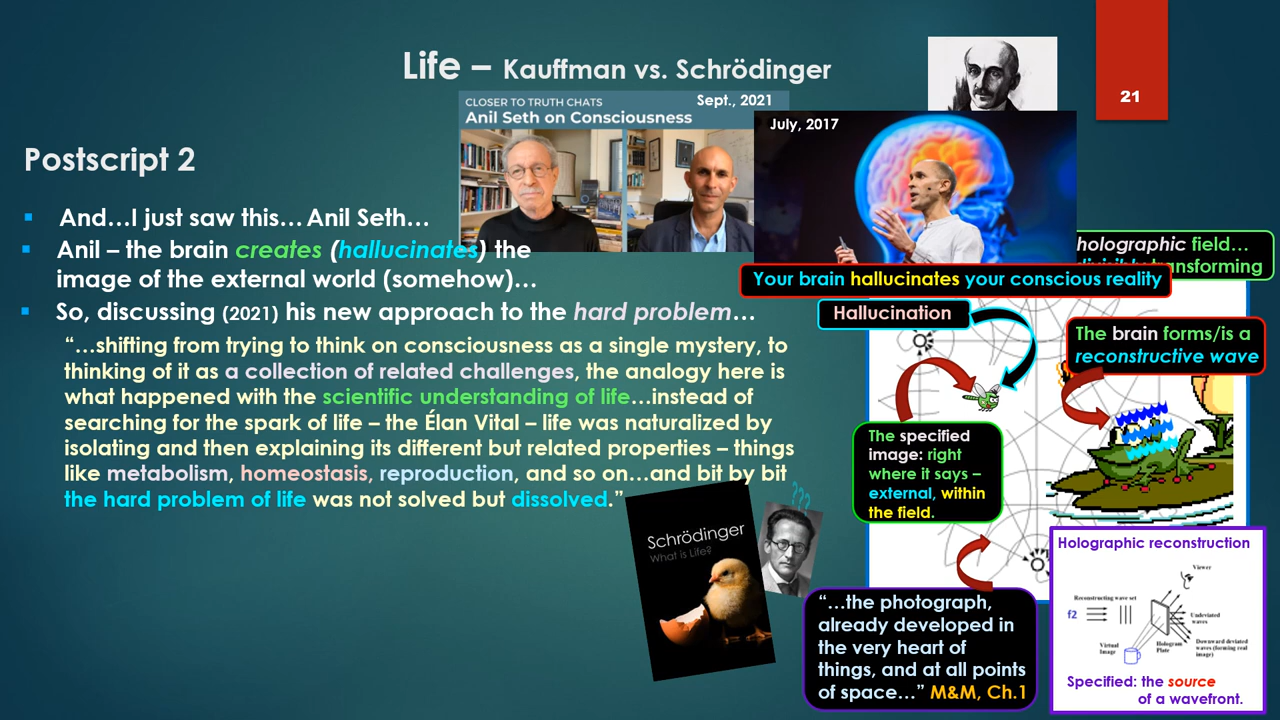 Life – Kauffman vs. Schrödinger
21
CLOSER TO TRUTH CHATS
Sept., 2021
Anil Seth on Consciousness
July, 2017
Postscript 2
And…I just saw this… Anil Seth…
Anil – the brain creates (hallucinates) the
image of the external world (somehow)…
So, discussing (2021) his new approach to the hard problem…
“…shifting from trying to think on consciousness as a single mystery, to
thinking of it as a collection of related challenges, the analogy here is
what happened with the scientific understanding of life…instead of
searching for the spark of life – the Élan Vital – life was naturalized by
isolating and then explaining its different but related properties – things
like metabolism, homeostasis, reproduction, and so on…and bit by bit
the hard problem of life was not solved but dissolved.”
holographic field…
Your brain hallucinates your conscious reality
Hallucination
The brain forms/is a
reconstructive wave
The specified
image: right
where it says –
external, within
the field.
Schrödinger
What is Life?
???
“…the photograph,
already developed in
the very heart of
things, and at all points
of space…” M&M, Ch.1
Holographic reconstruction
Viewer
Reconstructing wave set
f2
Undeviated
waves
Virtual
Image
Hologram
Plate
Downward deviated
waves (forming real
image)
Specified: the source
of a wavefront.